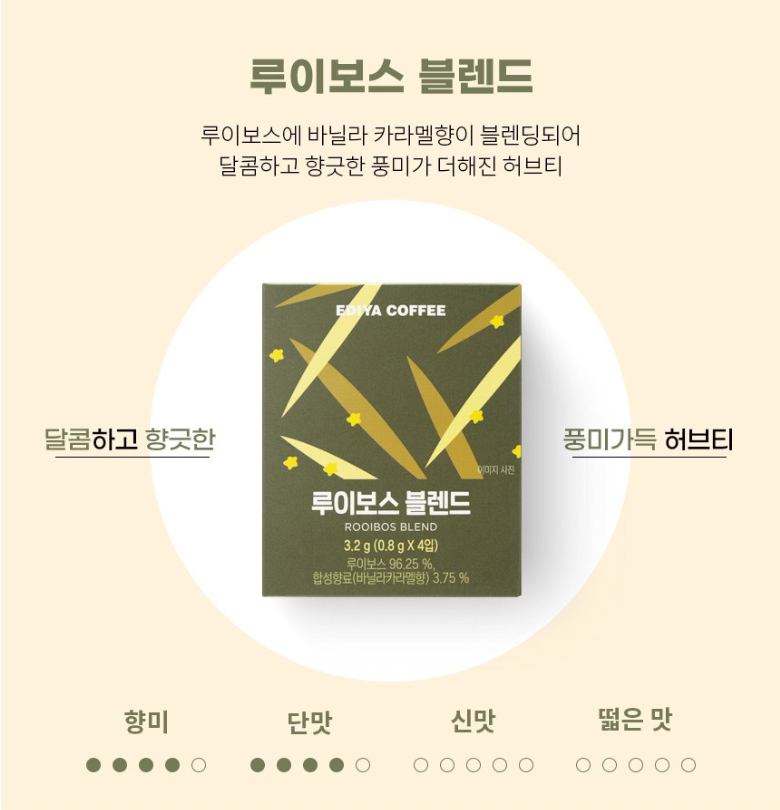 루이보스 블렌드
루이보스에 바닐라 카라멜향이 블렌딩되어
달콤하고 향긋한 풍미가 더해진 허브티
EDIYA COFFEE
달콤하고 향긋한
풍미가득 허브티
이미지 사진
루이보스 블렌드
ROOIBOS BLEND
3.2 g (0.8 g X 4입)
루이보스 96.25 %,
합성향료(바닐라카라멜향) 3.75 %
향미
단맛
신맛
떫은 맛